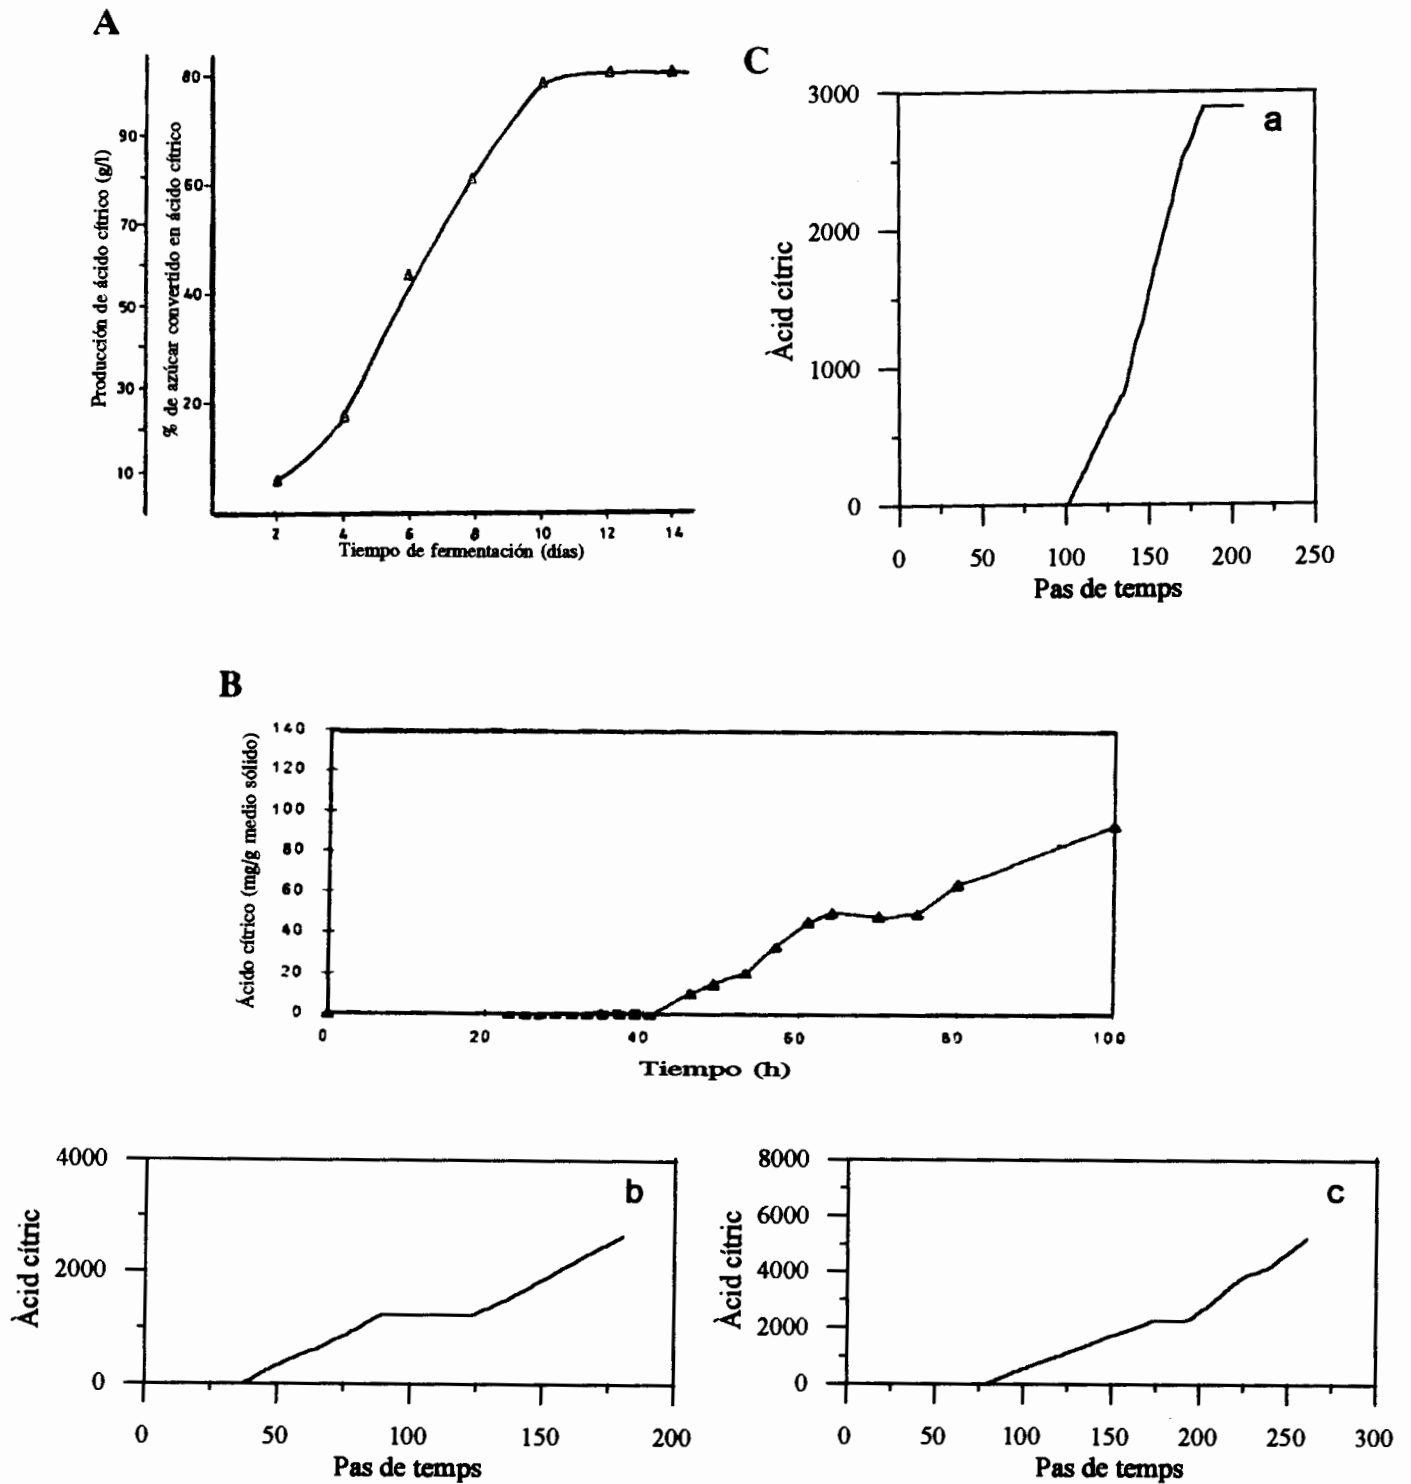 A
Producción de ácido cítrico (g/l)
90
70
50
30
10
% de azúcar convertido en ácido cítrico
80
60
40
20
2 4 6 8 10 12 14
Tiempo de fermentación (días)
C
a
Àcid cítric
3000
2000
1000
0
0 50 100 150 200 250
Pas de temps
B
Ácido cítrico (mg/g medio sólido)
140
120
100
80
60
40
20
0
0 20 40 60 80 100
Tiempo (h)
b
Àcid cítric
4000
2000
0
0 50 100 150 200
Pas de temps
c
Àcid cítric
8000
6000
4000
2000
0
0 50 100 150 200 250 300
Pas de temps